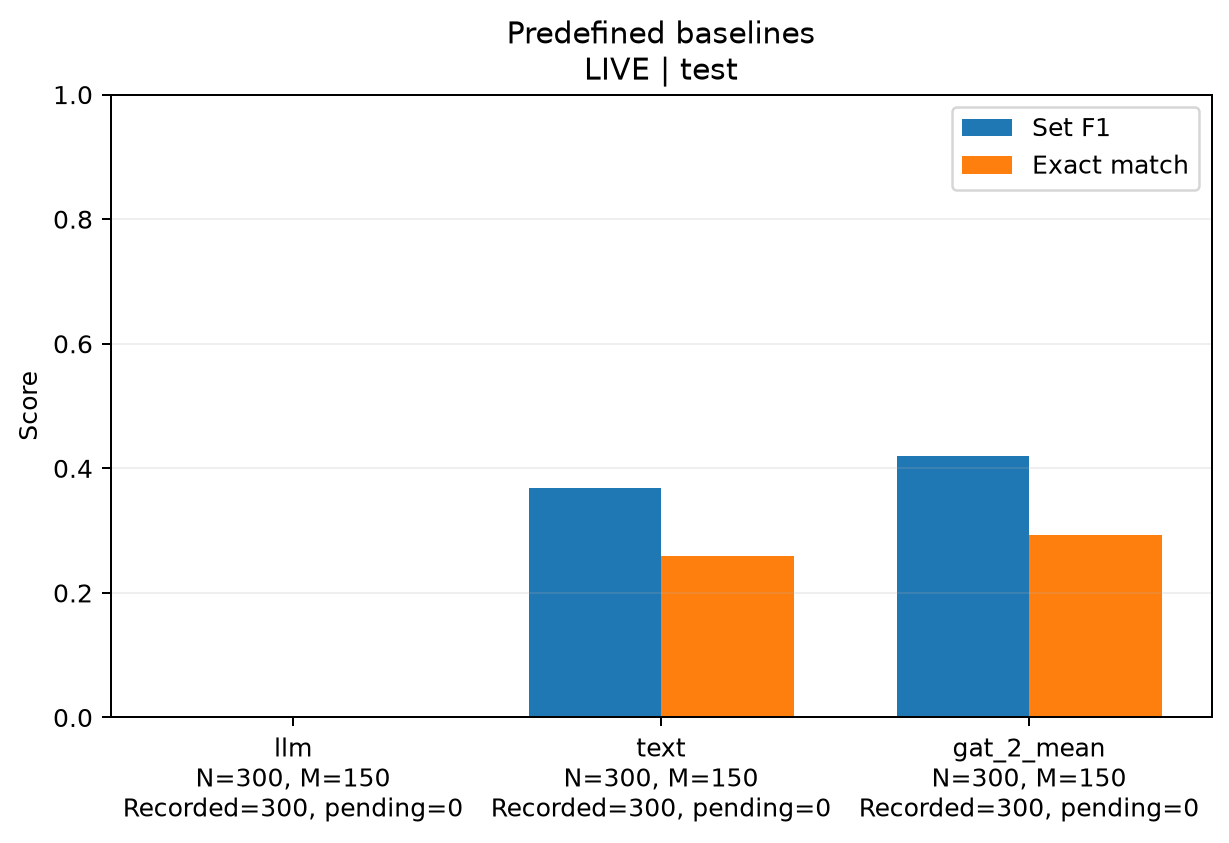 Predefined baselines
LIVE | test
1.0
0.8
0.6
0.4
0.2
0.0
Score
Set F1
Exact match
llm
N=300, M=150
Recorded=300, pending=0
text
N=300, M=150
Recorded=300, pending=0
gat_2_mean
N=300, M=150
Recorded=300, pending=0